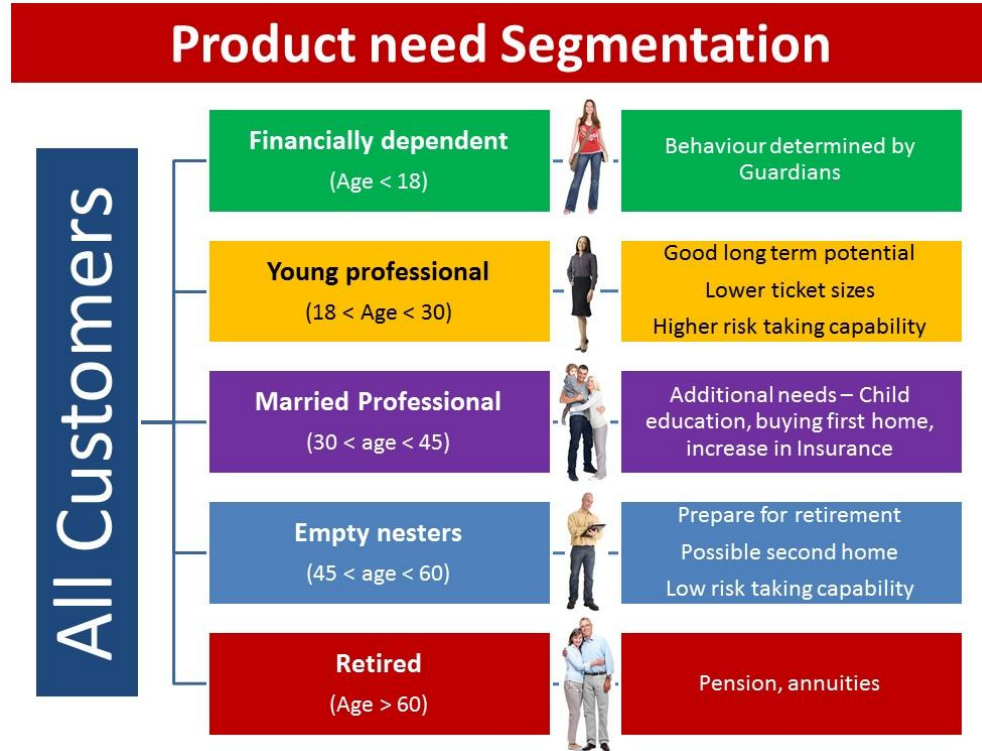 Product need Segmentation
All Customers
Financially dependent
(Age < 18)
Behaviour determined by
Guardians
Young professional
(18 < Age < 30)
Good long term potential
Lower ticket sizes
Higher risk taking capability
Married Professional
(30 < age < 45)
Additional needs – Child
education, buying first home,
increase in Insurance
Empty nesters
(45 < age < 60)
Prepare for retirement
Possible second home
Low risk taking capability
Retired
(Age > 60)
Pension, annuities